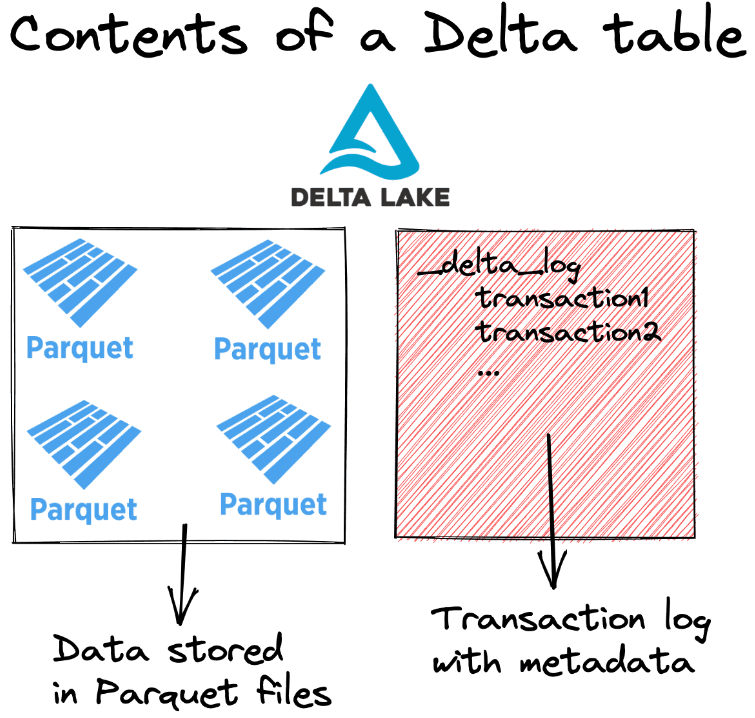 Contents of a Delta table
DELTA LAKE
Parquet
Parquet
Parquet
Parquet
_delta_log
transaction1
transaction2
...
Data stored
in Parquet files
Transaction log
with metadata